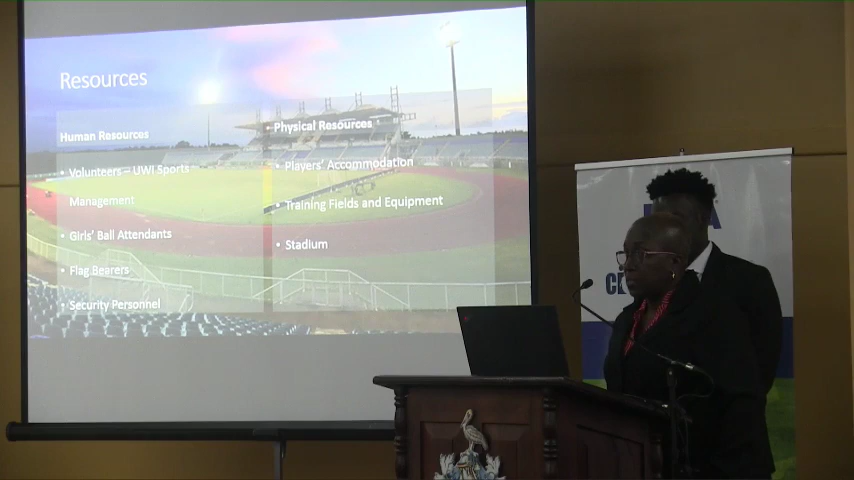 Resources
Human Resources
• Volunteers – UWI Sports
Management
• Girls' Ball Attendants
• Flag Bearers
• Security Personnel
• Physical Resources
• Players' Accommodation
• Training Fields and Equipment
• Stadium